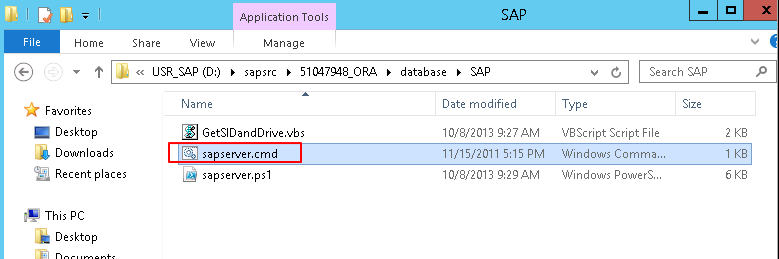 Application Tools
SAP
File Home Share View Manage
USR_SAP (D:) sapsrc 51047948_ORA database SAP
Search SAP
Name Date modified Type Size
Favorites
Desktop
Downloads
Recent places
This PC
Desktop
Documents
GetSIDandDrive.vbs 10/8/2013 9:27 AM VBScript Script File 2 KB
sapserver.cmd 11/15/2011 5:15 PM Windows Comma... 1 KB
sapserver.ps1 10/8/2013 9:29 AM Windows PowerS... 6 KB